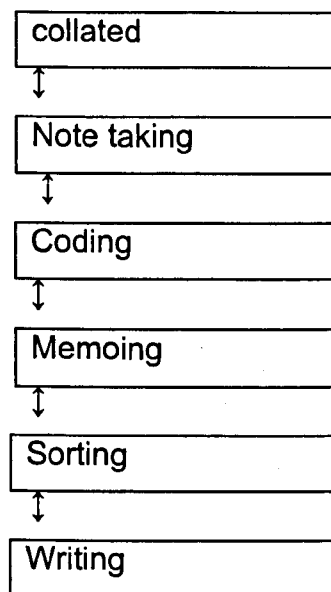 collated
Note taking
Coding
Memoing
Sorting
Writing